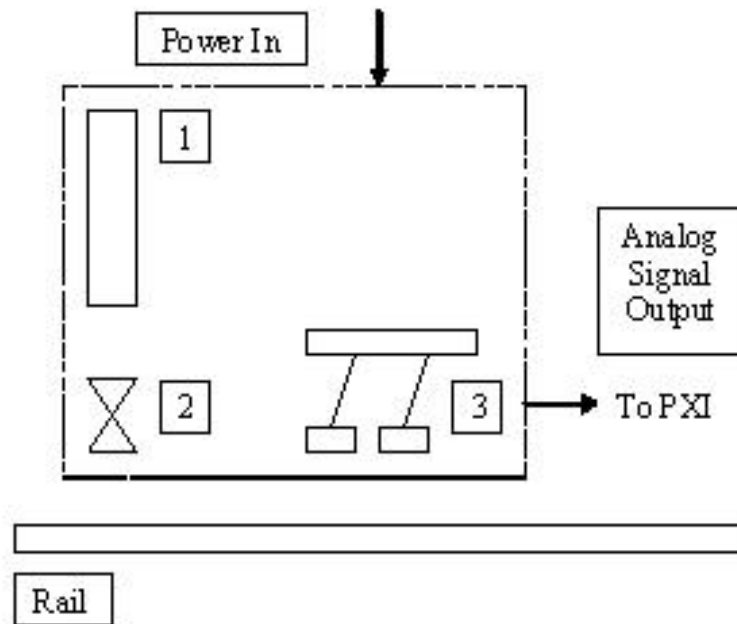 Power In
1
Analog
Signal
Output
2
3
To PXI
Rail